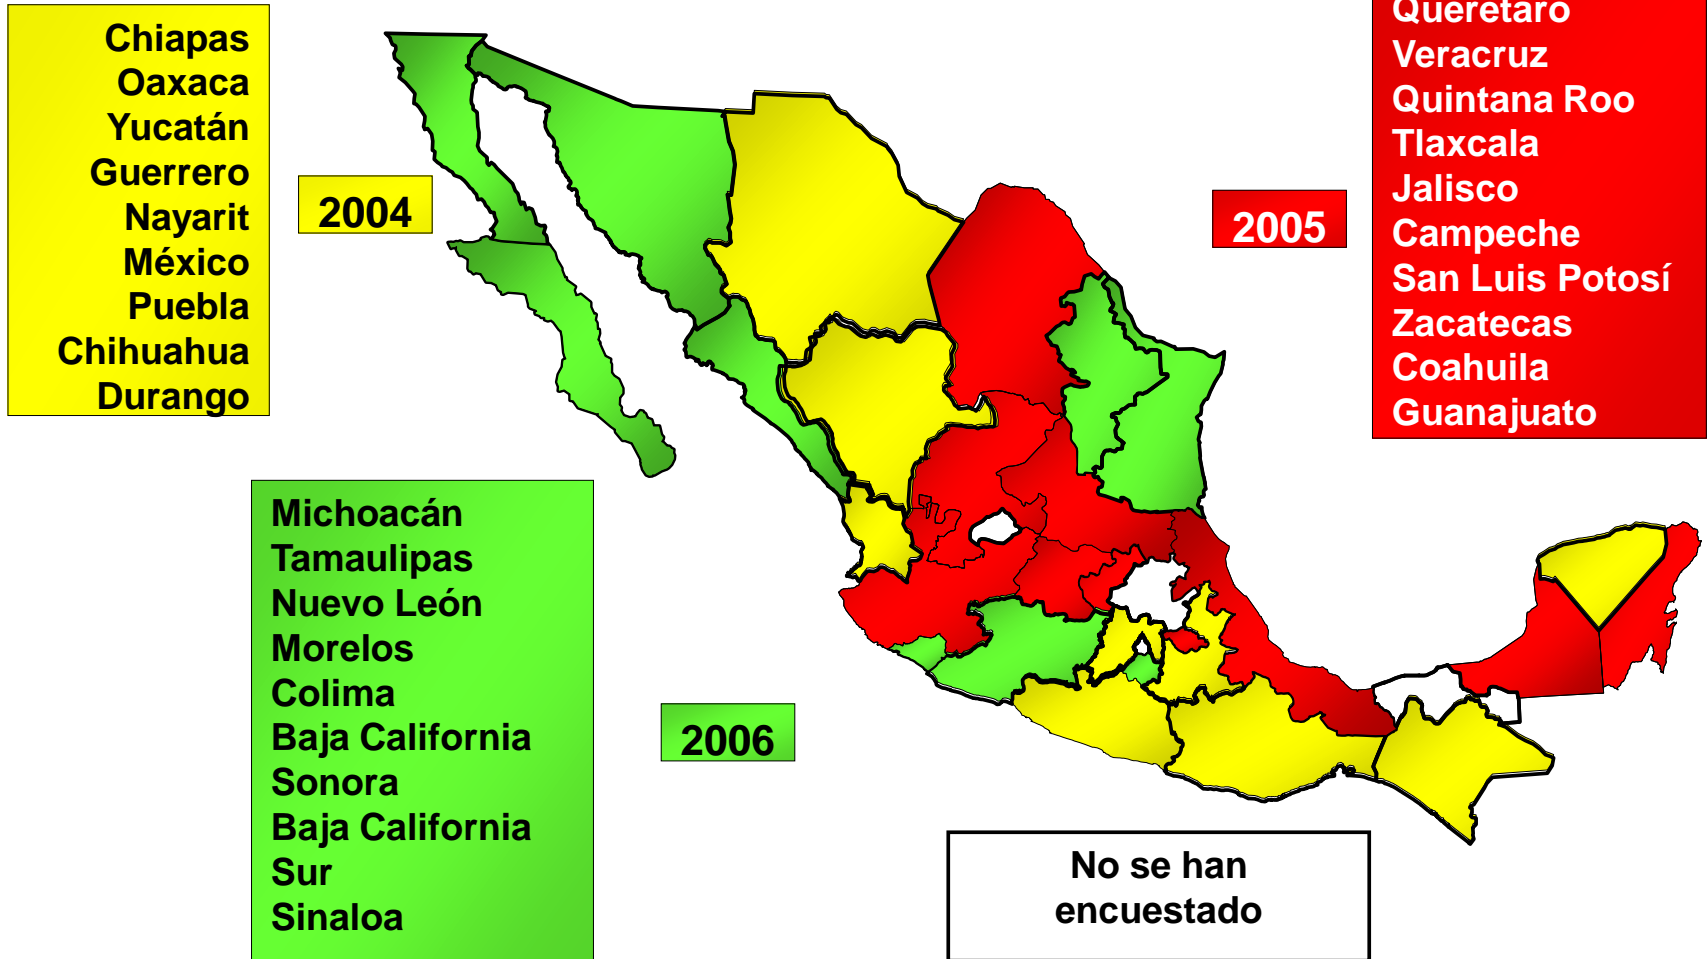 Chiapas
Oaxaca
Yucatán
Guerrero
Nayarit
México
Puebla
Chihuahua
Durango
2004
2005
Querétaro
Veracruz
Quintana Roo
Tlaxcala
Jalisco
Campeche
San Luis Potosí
Zacatecas
Coahuila
Guanajuato
Michoacán
Tamaulipas
Nuevo León
Morelos
Colima
Baja California
Sonora
Baja California
Sur
Sinaloa
2006
No se han
encuestado